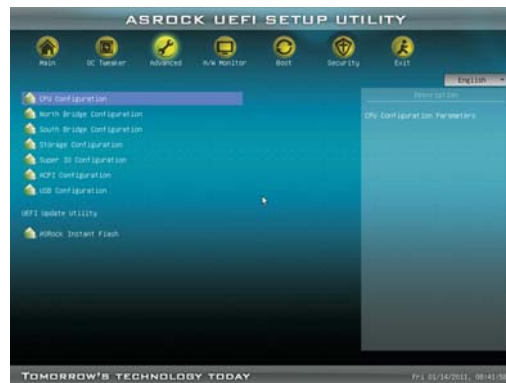 ASROCK UEFI SETUP UTILITY
Main
OC Tweaker
Advanced
H/W Monitor
Boot
Security
Exit
English
Description
CPU Configuration
CPU Configuration Parameters
North Bridge Configuration
South Bridge Configuration
Storage Configuration
Super IO Configuration
ACPI Configuration
USB Configuration
UEFI Update Utility
ASRock Instant Flash
TOMORROW'S TECHNOLOGY TODAY
Fri 01/14/2011,